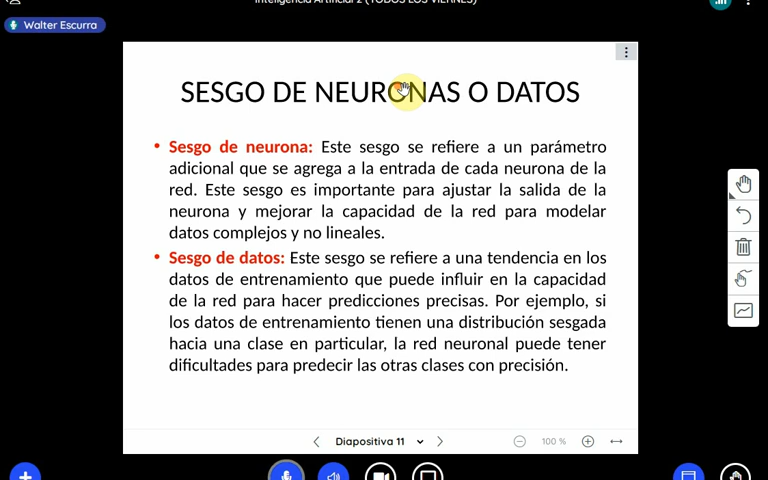 Inteligencia Artificial 2 (TODOS LOS VIERNES)
Walter Escurra
SESGO DE NEURONAS O DATOS
• Sesgo de neurona: Este sesgo se refiere a un parámetro
adicional que se agrega a la entrada de cada neurona de la
red. Este sesgo es importante para ajustar la salida de la
neurona y mejorar la capacidad de la red para modelar
datos complejos y no lineales.
• Sesgo de datos: Este sesgo se refiere a una tendencia en los
datos de entrenamiento que puede influir en la capacidad
de la red para hacer predicciones precisas. Por ejemplo, si
los datos de entrenamiento tienen una distribución sesgada
hacia una clase en particular, la red neuronal puede tener
dificultades para predecir las otras clases con precisión.
Diapositiva 11
100 %